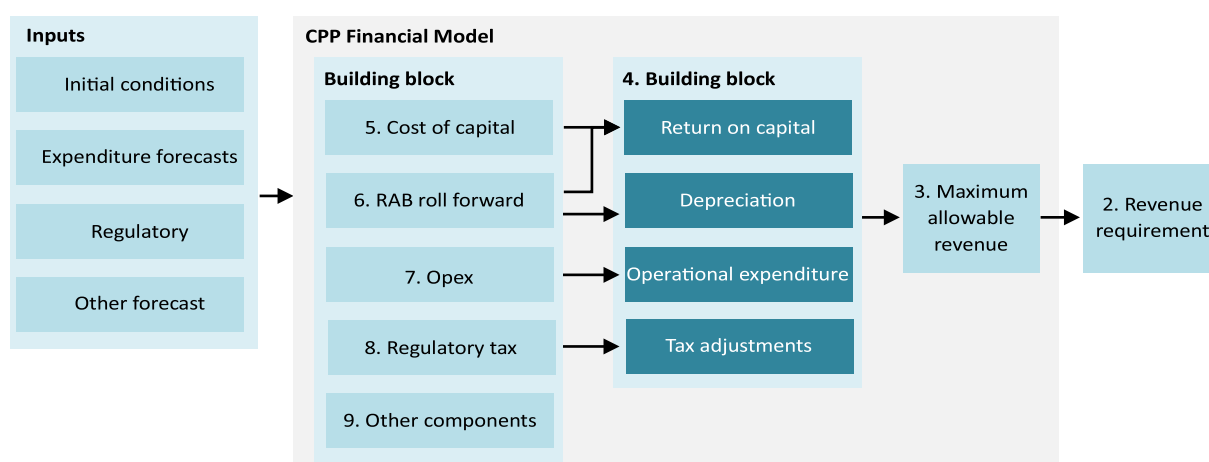 Inputs
Initial conditions
Expenditure forecasts
Regulatory
Other forecast
CPP Financial Model
Building block
5. Cost of capital
6. RAB roll forward
7. Opex
8. Regulatory tax
9. Other components
4. Building block
Return on capital
Depreciation
Operational expenditure
Tax adjustments
3. Maximum
allowable
revenue
2. Revenue
requirement